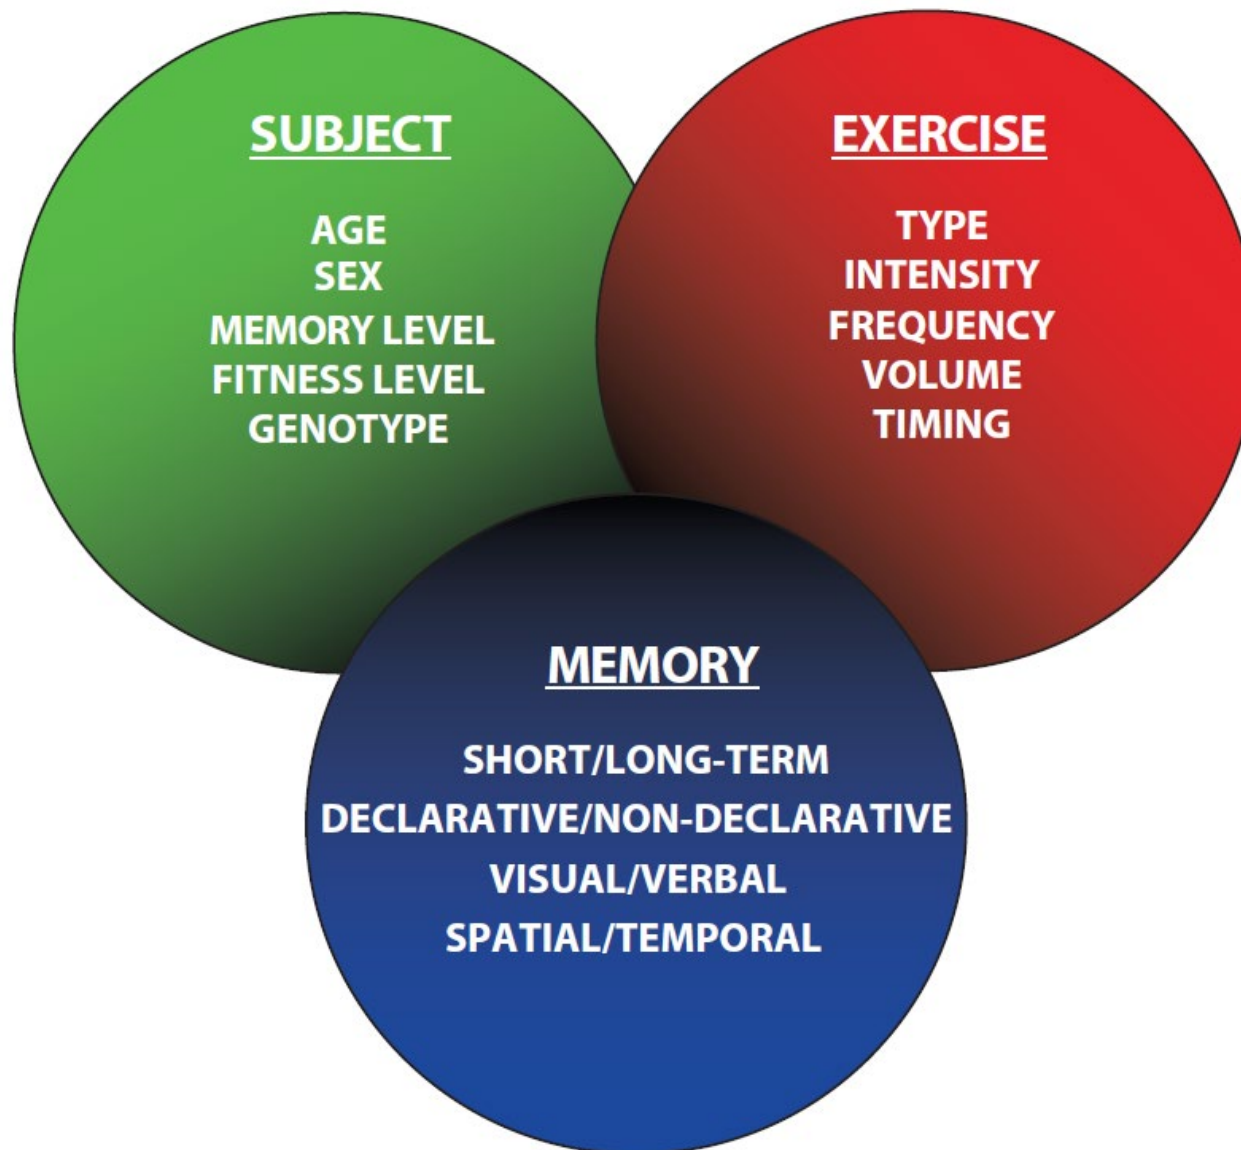 SUBJECT
AGE
SEX
MEMORY LEVEL
FITNESS LEVEL
GENOTYPE
EXERCISE
TYPE
INTENSITY
FREQUENCY
VOLUME
TIMING
MEMORY
SHORT/LONG-TERM
DECLARATIVE/NON-DECLARATIVE
VISUAL/VERBAL
SPATIAL/TEMPORAL